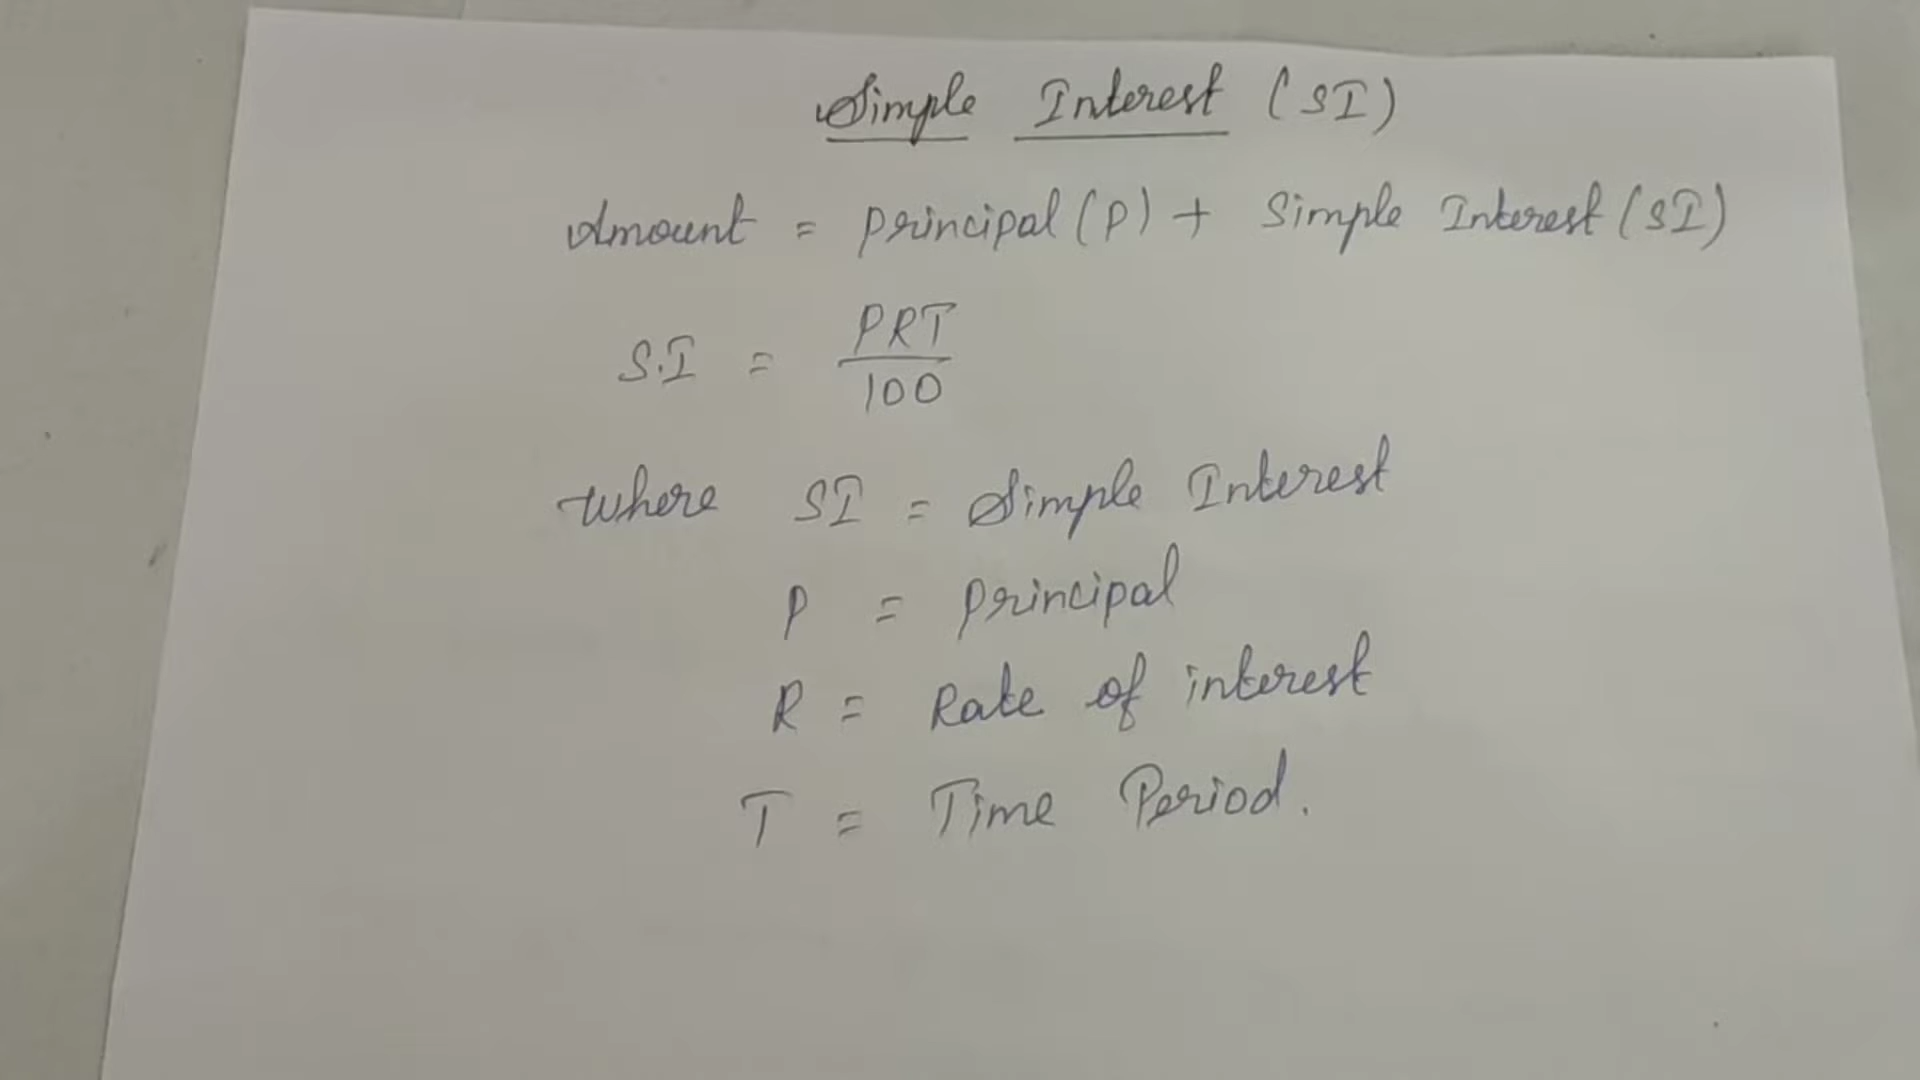 Simple Interest (SI)
Amount = Principal (P) + Simple Interest (SI)
S.I = PRT/100
Where SI = Simple Interest
P = Principal
R = Rate of interest
T = Time Period.